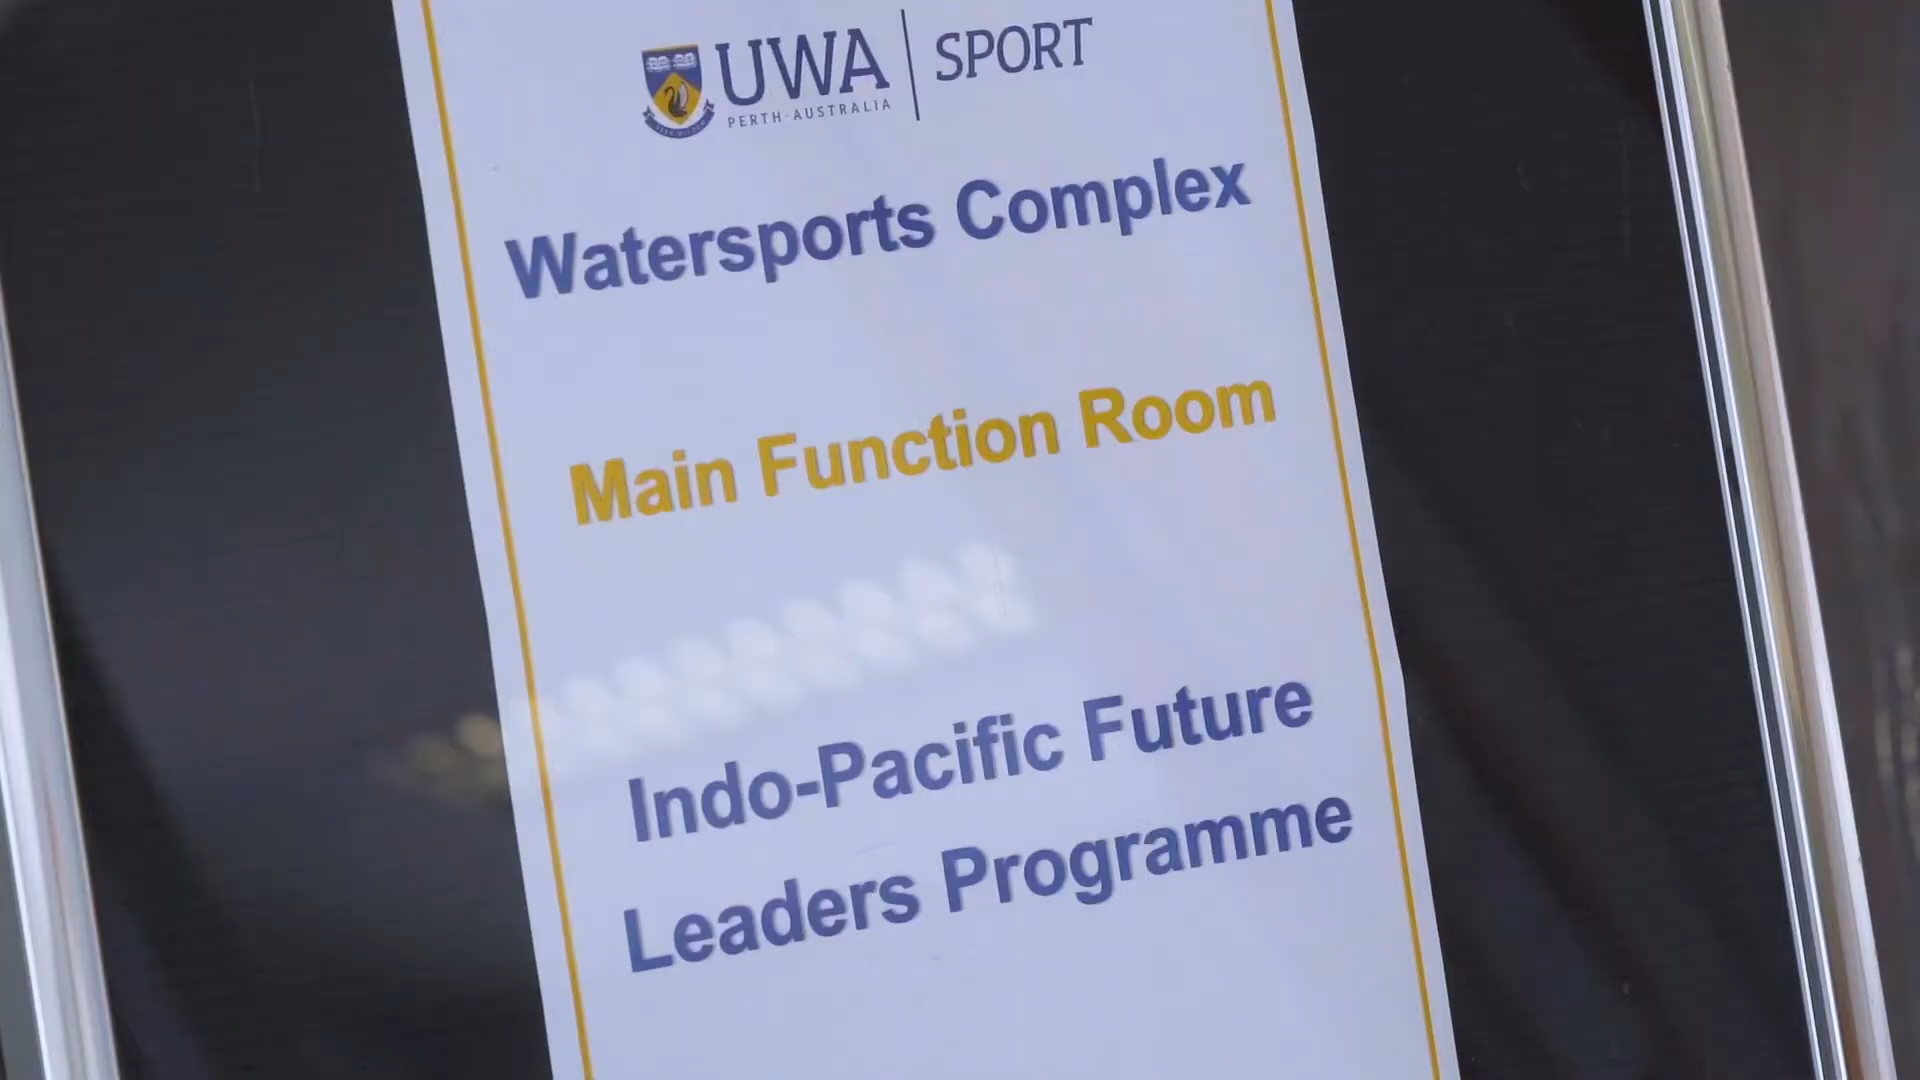 UWA | SPORT
PERTH·AUSTRALIA
Watersports Complex
Main Function Room
Indo-Pacific Future
Leaders Programme